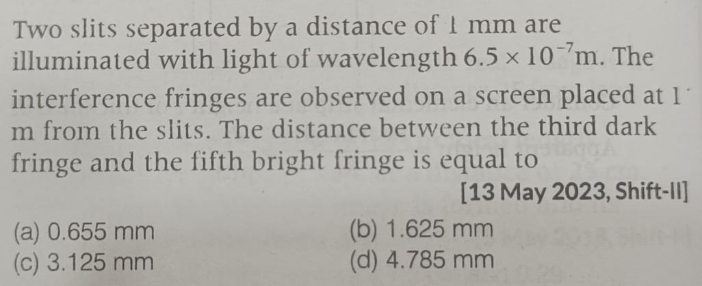 Two slits separated by a distance of 1 mm are
illuminated with light of wavelength 6.5 × 10⁻⁷m. The
interference fringes are observed on a screen placed at 1
m from the slits. The distance between the third dark
fringe and the fifth bright fringe is equal to
[13 May 2023, Shift-II]
(a) 0.655 mm (b) 1.625 mm
(c) 3.125 mm (d) 4.785 mm